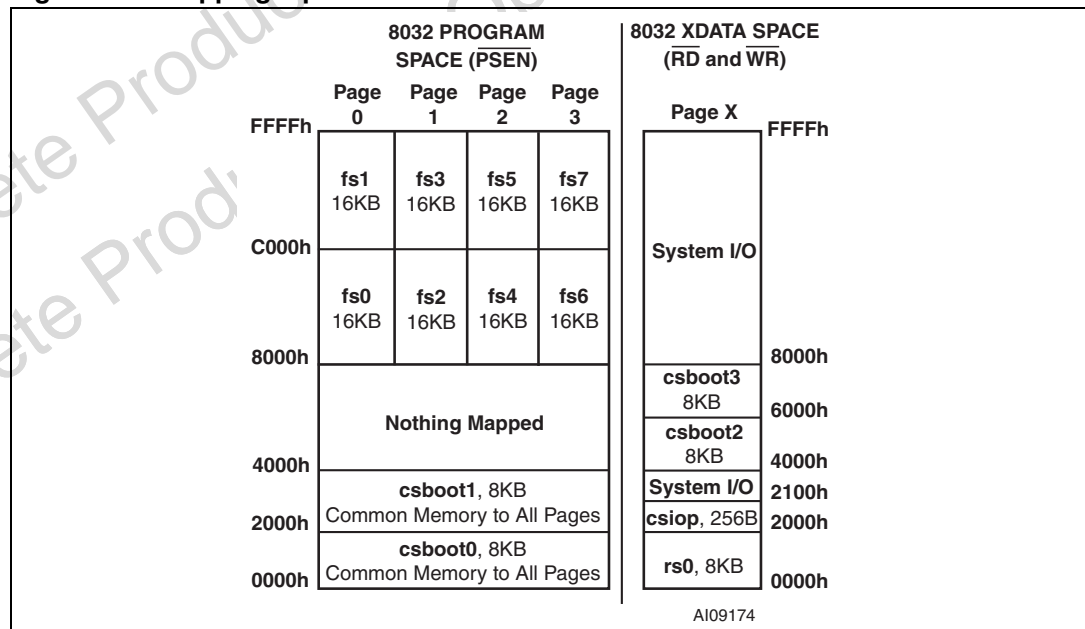 8032 PROGRAM
SPACE (PSEN)
8032 XDATA SPACE
(RD and WR)
Page 0
Page 1
Page 2
Page 3
Page X
FFFFh
FFFFh
fs1
16KB
fs3
16KB
fs5
16KB
fs7
16KB
System I/O
C000h
fs0
16KB
fs2
16KB
fs4
16KB
fs6
16KB
8000h
8000h
Nothing Mapped
csboot3
8KB
6000h
csboot2
8KB
4000h
4000h
csboot1, 8KB
Common Memory to All Pages
System I/O
2100h
csiop, 256B
2000h
2000h
csboot0, 8KB
Common Memory to All Pages
rs0, 8KB
0000h
0000h
AI09174